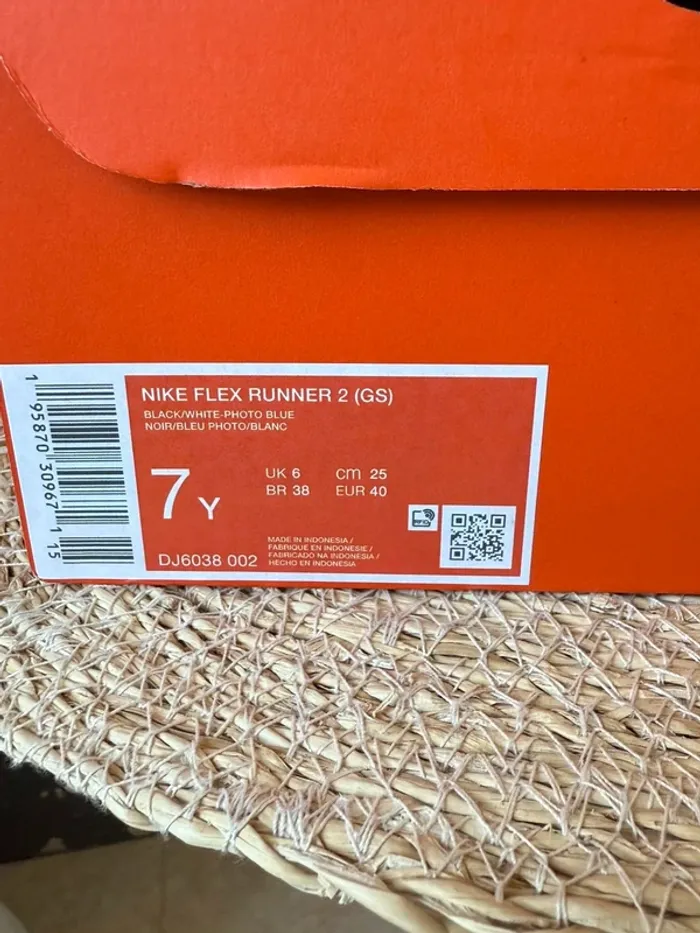 NIKE FLEX RUNNER 2 (GS)
BLACK/WHITE-PHOTO BLUE
NOIR/BLEU PHOTO/BLANC
7 Y
UK 6 CM 25
BR 38 EUR 40
DJ6038 002
MADE IN INDONESIA /
FABRIQUE EN INDONESIE /
FABRICADO NA INDONESIA /
HECHO EN INDONESIA
1 95870 30967 1 15